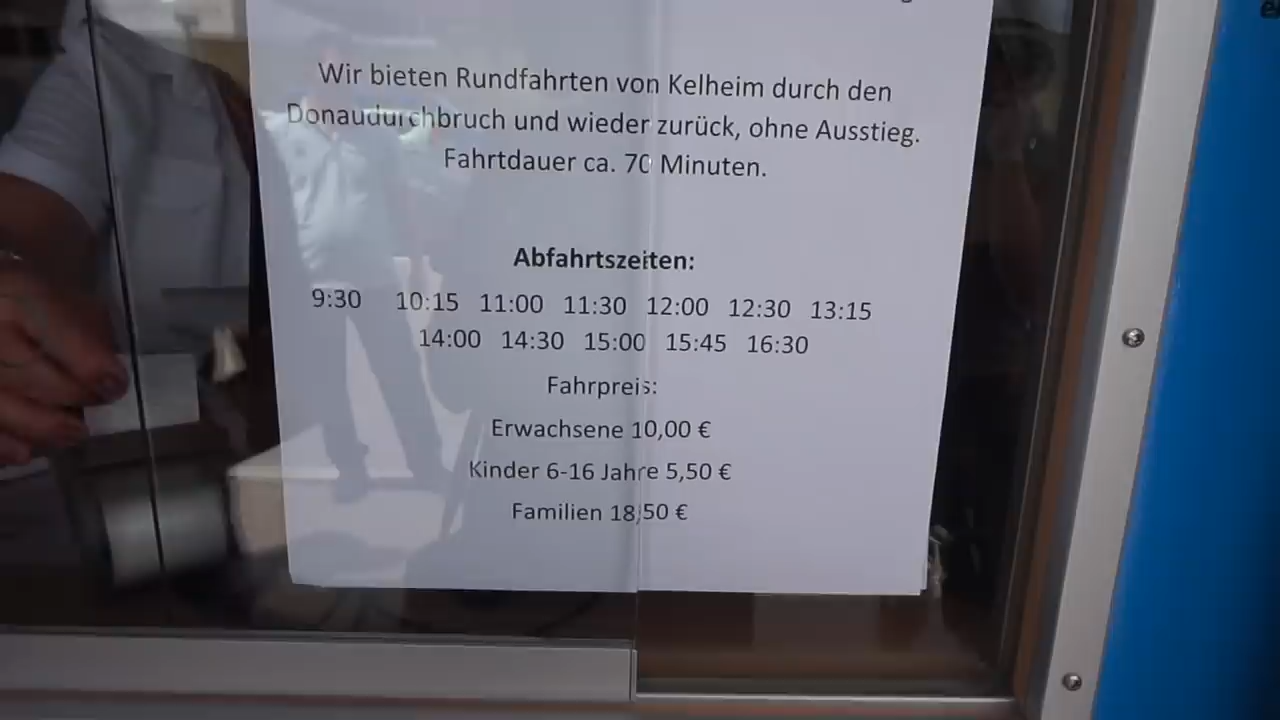 Wir bieten Rundfahrten von Kelheim durch den
Donaudurchbruch und wieder zurück, ohne Ausstieg.
Fahrtdauer ca. 70 Minuten.
Abfahrtszeiten:
9:30 10:15 11:00 11:30 12:00 12:30 13:15
14:00 14:30 15:00 15:45 16:30
Fahrpreis:
Erwachsene 10,00 €
Kinder 6-16 Jahre 5,50 €
Familien 18,50 €